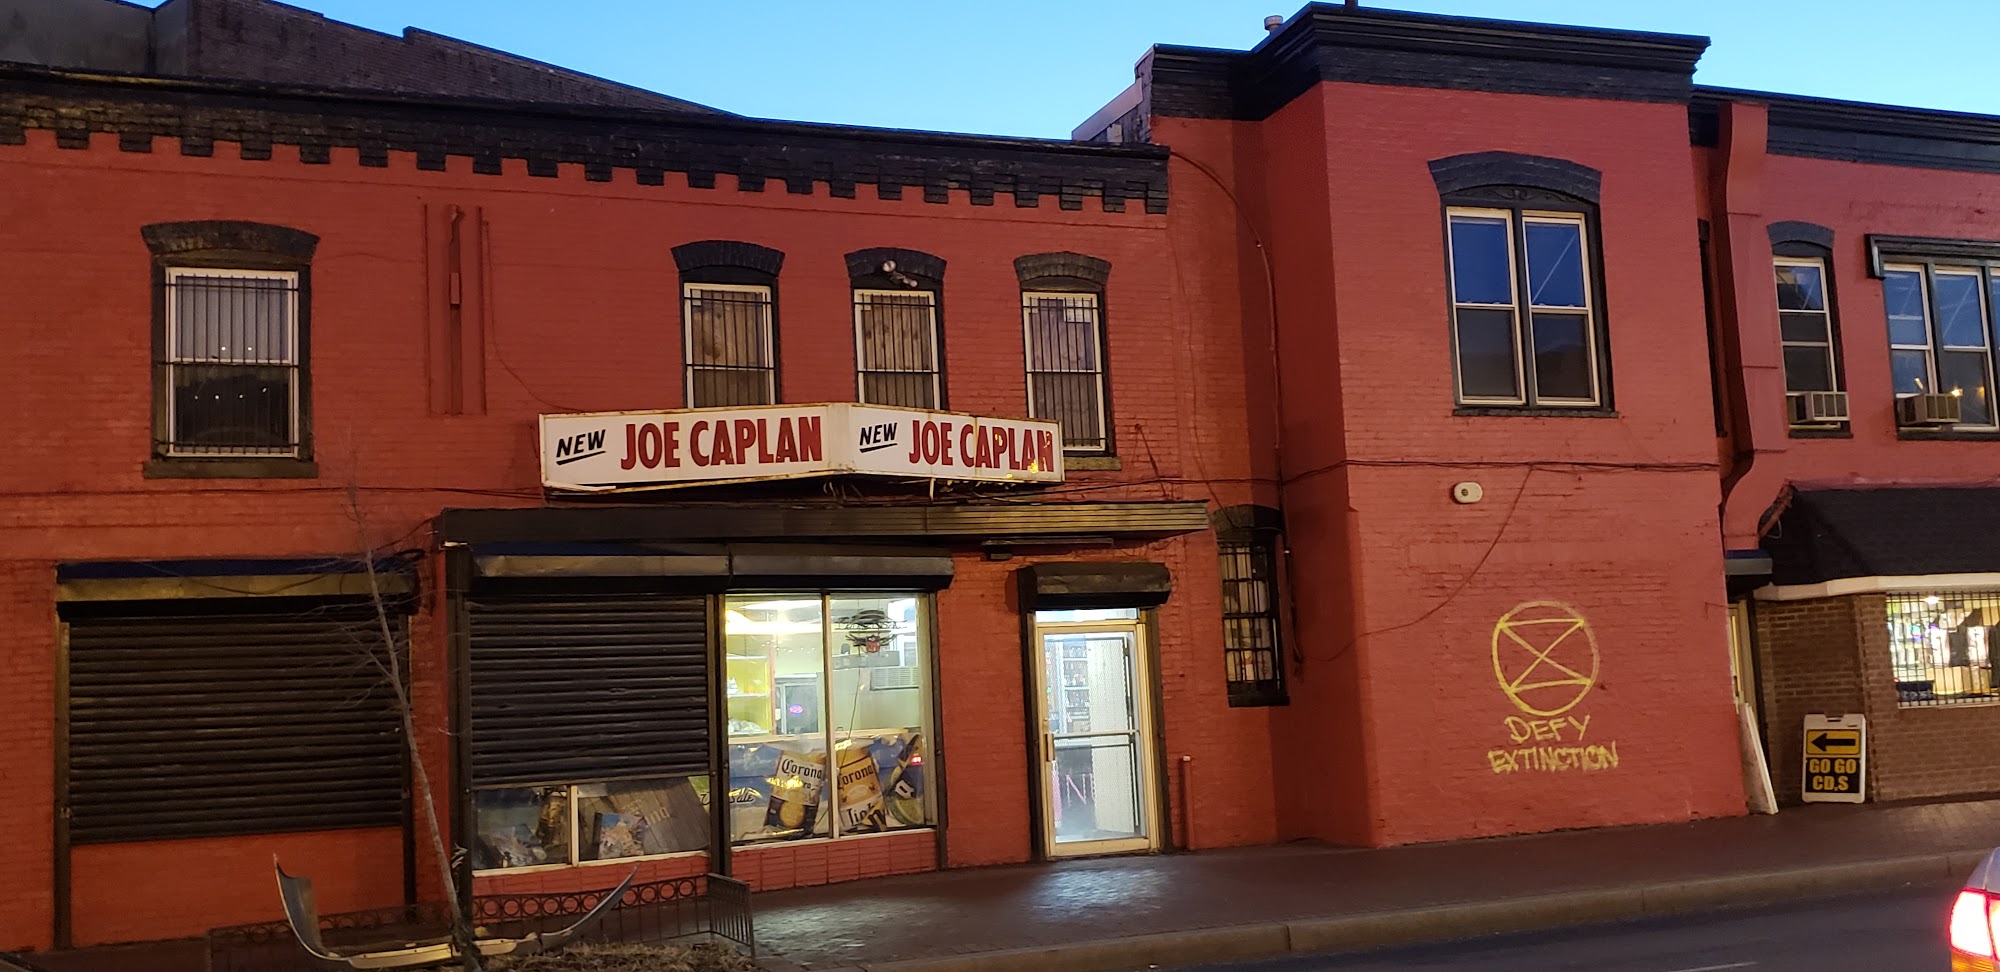 NEW JOE CAPLAN
NEW JOE CAPLAN
Corona
Corona
DEFY
EXTINCTION
GO GO
CD,S